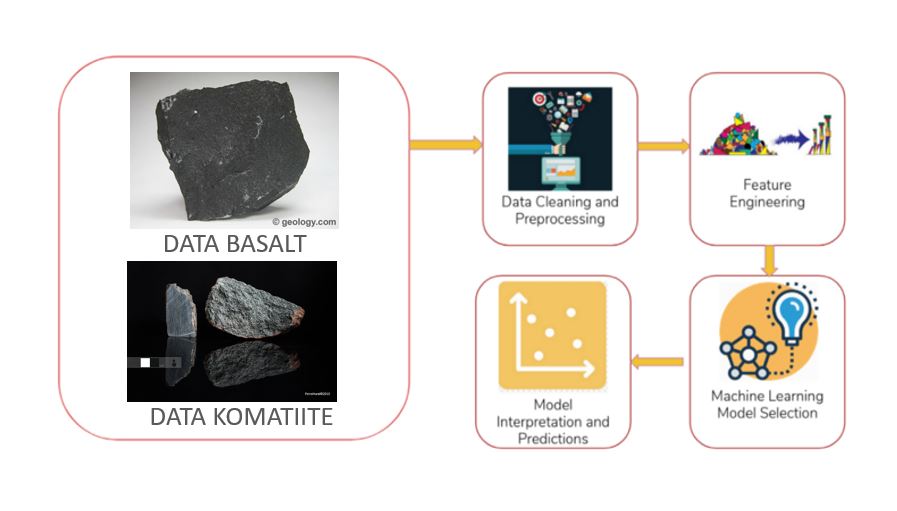 © geology.com
DATA BASALT
DATA KOMATIITE
Data Cleaning and
Preprocessing
Feature
Engineering
Machine Learning
Model Selection
Model
Interpretation and
Predictions